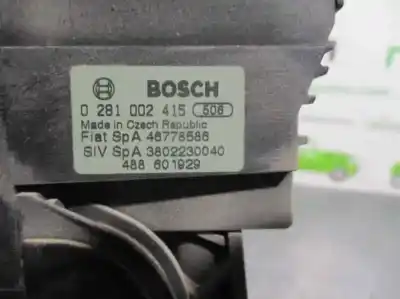 BOSCH
0 281 002 415 506
Made in Czech Republic
Fiat SpA 46778586
SIV SpA 3802230040
488 601929